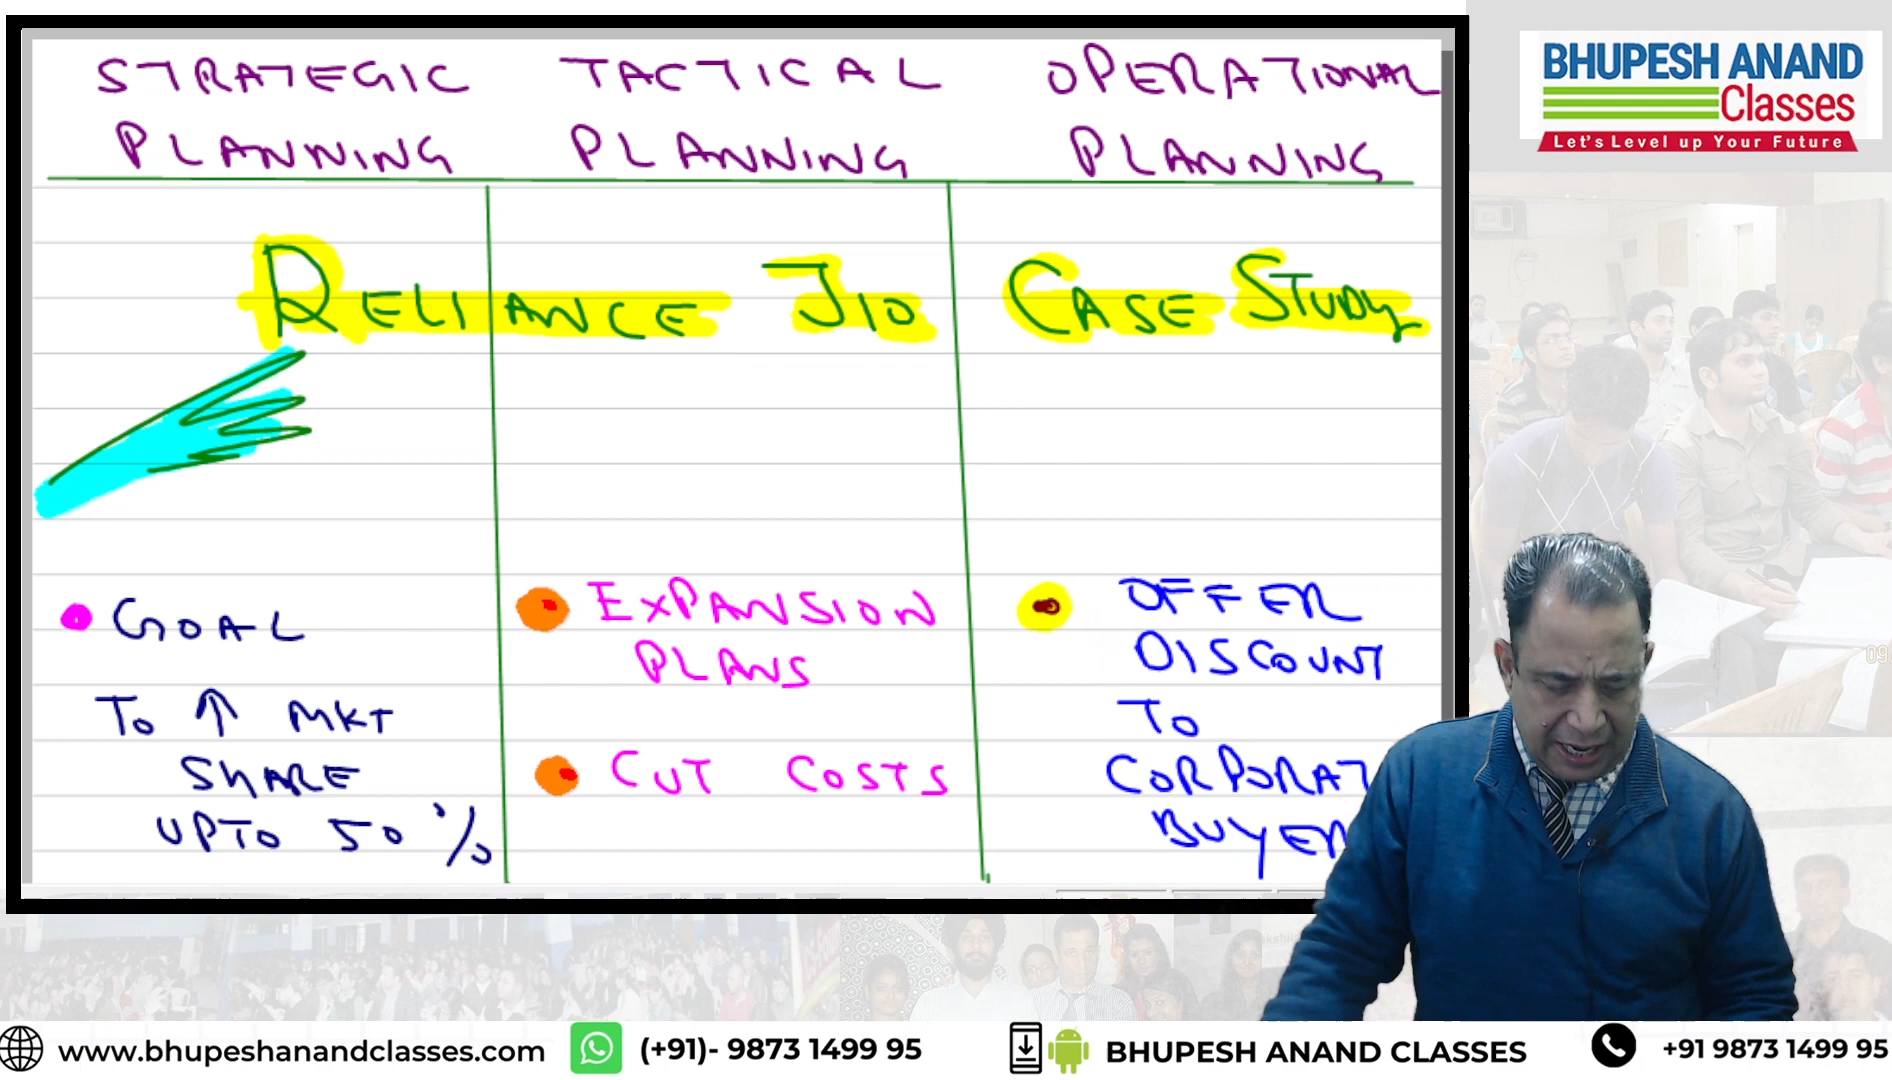 STRATEGIC PLANNING
TACTICAL PLANNING
OPERATIONAL PLANNING
RELIANCE JIO CASE STUDY
GOAL
TO ↑ MKT
SHARE
UPTO 50%
EXPANSION
PLANS
CUT COSTS
OFFER
DISCOUNT
TO
CORPORAT
BUYER
BHUPESH ANAND
Classes
Let's Level up Your Future
09
www.bhupeshanandclasses.com
(+91)- 9873 1499 95
BHUPESH ANAND CLASSES
+91 9873 1499 95